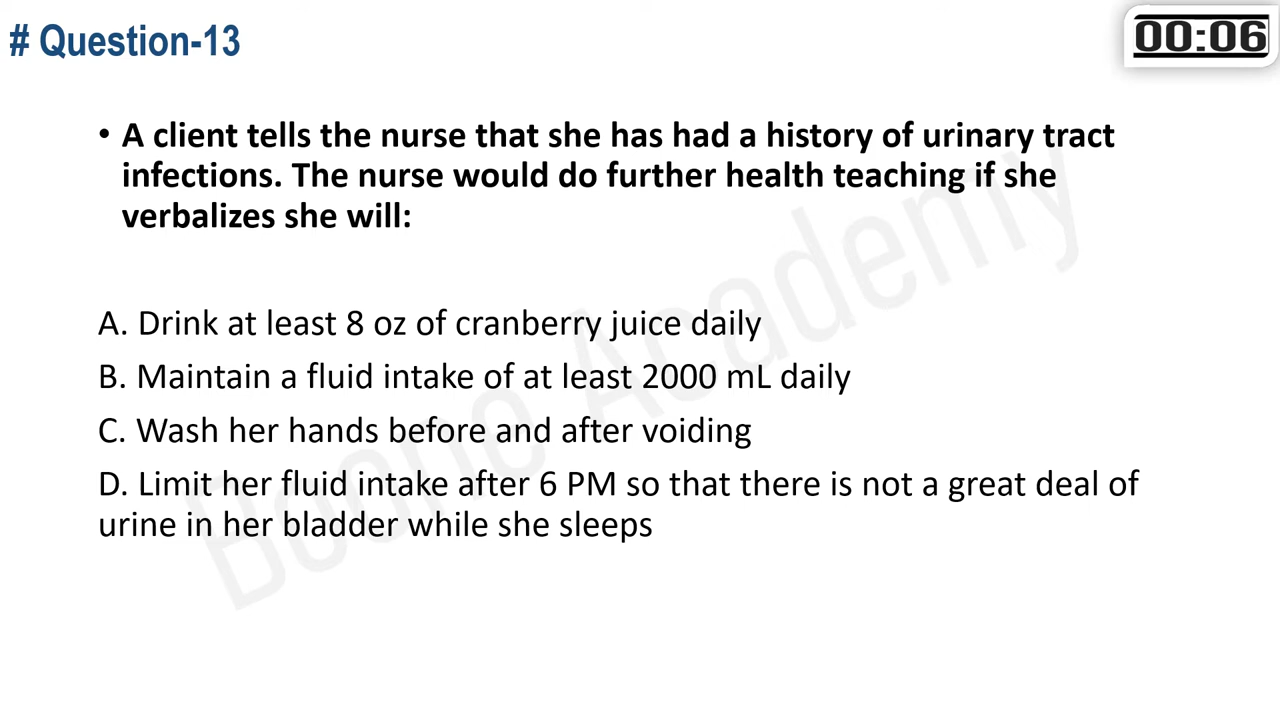 # Question-13
00:06
• A client tells the nurse that she has had a history of urinary tract
infections. The nurse would do further health teaching if she
verbalizes she will:
A. Drink at least 8 oz of cranberry juice daily
B. Maintain a fluid intake of at least 2000 mL daily
C. Wash her hands before and after voiding
D. Limit her fluid intake after 6 PM so that there is not a great deal of
urine in her bladder while she sleeps